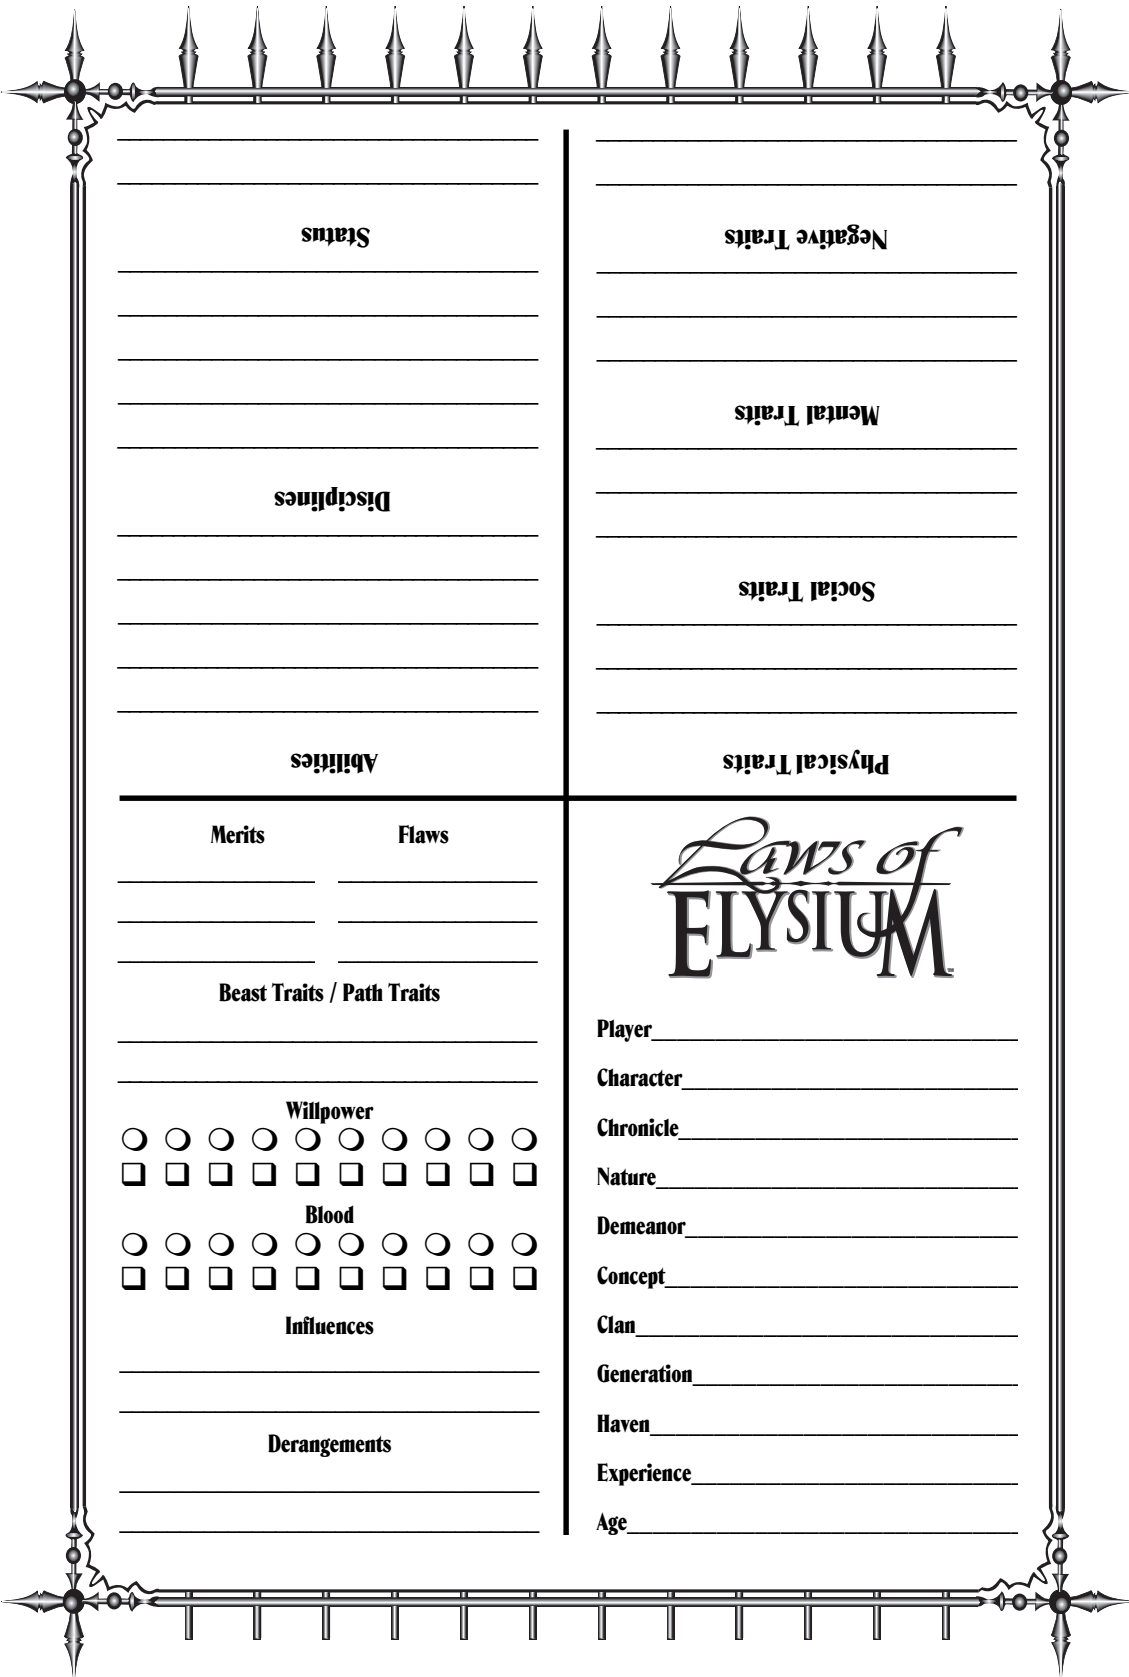 Status
Disciplines
Abilities
Negative Traits
Mental Traits
Social Traits
Physical Traits
Merits Flaws
Beast Traits / Path Traits
Willpower
Blood
Influences
Derangements
Laws of
ELYSIUM™
Player
Character
Chronicle
Nature
Demeanor
Concept
Clan
Generation
Haven
Experience
Age